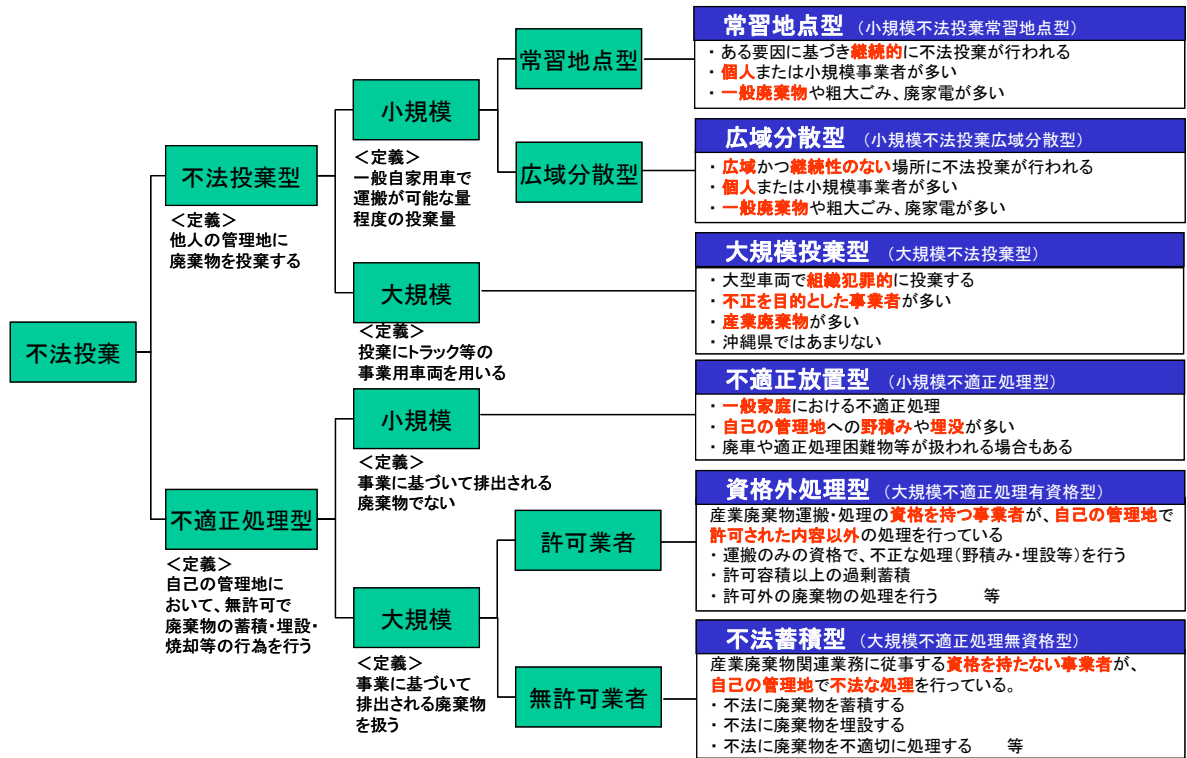 不法投棄
不法投棄型
＜定義＞
他人の管理地に
廃棄物を投棄する
小規模
＜定義＞
一般自家用車で
運搬が可能な量
程度の投棄量
常習地点型
常習地点型 （小規模不法投棄常習地点型）
・ ある要因に基づき継続的に不法投棄が行われる
・ 個人または小規模事業者が多い
・ 一般廃棄物や粗大ごみ、廃家電が多い
広域分散型
広域分散型 （小規模不法投棄広域分散型）
・ 広域かつ継続性のない場所に不法投棄が行われる
・ 個人または小規模事業者が多い
・ 一般廃棄物や粗大ごみ、廃家電が多い
大規模
＜定義＞
投棄にトラック等の
事業用車両を用いる
大規模投棄型 （大規模不法投棄型）
・ 大型車両で組織犯罪的に投棄する
・ 不正を目的とした事業者が多い
・ 産業廃棄物が多い
・ 沖縄県ではあまりない
不適正処理型
＜定義＞
自己の管理地に
おいて、無許可で
廃棄物の蓄積・埋設・
焼却等の行為を行う
小規模
＜定義＞
事業に基づいて排出される
廃棄物でない
不適正放置型 （小規模不適正処理型）
・ 一般家庭における不適正処理
・ 自己の管理地への野積みや埋没が多い
・ 廃車や適正処理困難物等が扱われる場合もある
大規模
＜定義＞
事業に基づいて
排出される廃棄物
を扱う
許可業者
資格外処理型 （大規模不適正処理有資格型）
産業廃棄物運搬・処理の資格を持つ事業者が、自己の管理地で
許可された内容以外の処理を行っている
・ 運搬のみの資格で、不正な処理（野積み・埋設等）を行う
・ 許可容積以上の過剰蓄積
・ 許可外の廃棄物の処理を行う　　等
無許可業者
不法蓄積型 （大規模不適正処理無資格型）
産業廃棄物関連業務に従事する資格を持たない事業者が、
自己の管理地で不法な処理を行っている。
・ 不法に廃棄物を蓄積する
・ 不法に廃棄物を埋設する
・ 不法に廃棄物を不適切に処理する　　等